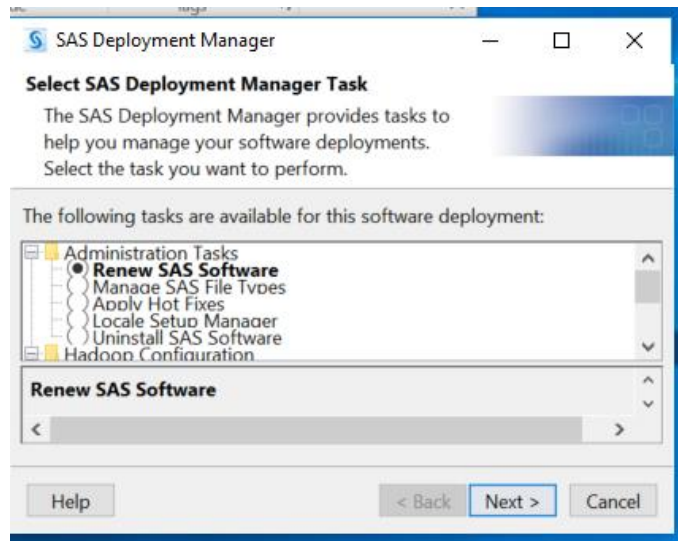 Tags
SAS Deployment Manager
Select SAS Deployment Manager Task
The SAS Deployment Manager provides tasks to
help you manage your software deployments.
Select the task you want to perform.
The following tasks are available for this software deployment:
Administration Tasks
Renew SAS Software
Manage SAS File Types
Apply Hot Fixes
Locale Setup Manager
Uninstall SAS Software
Hadoop Configuration
Renew SAS Software
Help < Back Next > Cancel